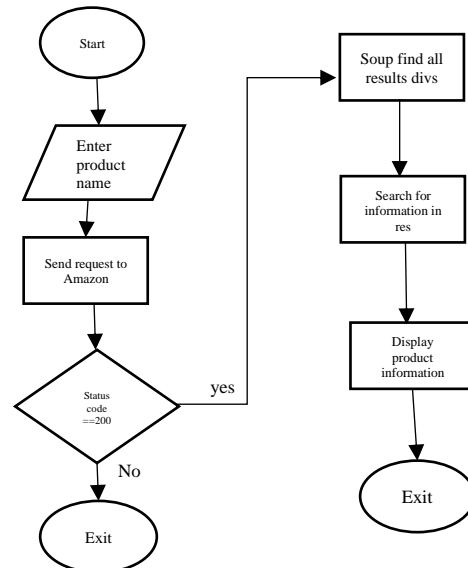 Start
Enter
product
name
Send request to
Amazon
Status
code
==200
yes
No
Exit
Soup find all
results divs
Search for
information in
res
Display
product
information
Exit